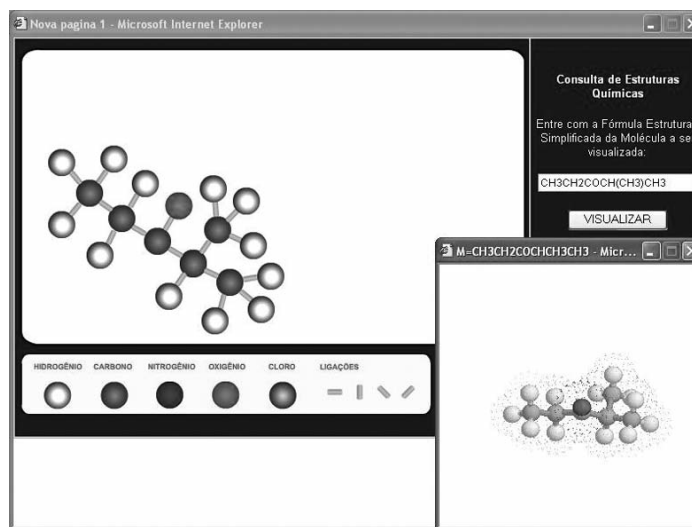 Nova pagina 1 - Microsoft Internet Explorer
Consulta de Estruturas
Químicas
Entre com a Fórmula Estrutura
Simplificada da Molécula a se
visualizada:
CH3CH2COCH(CH3)CH3
VISUALIZAR
M=CH3CH2COCHCH3CH3 - Micr...
HIDROGÊNIO CARBONO NITROGÊNIO OXIGÊNIO CLORO LIGAÇÕES